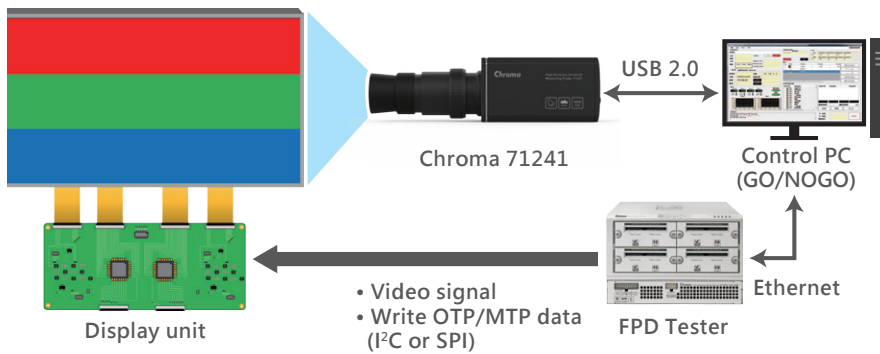 Chroma
USB 2.0
Chroma 71241
Control PC
(GO/NOGO)
Ethernet
• Video signal
• Write OTP/MTP data
(I²C or SPI)
Display unit
FPD Tester